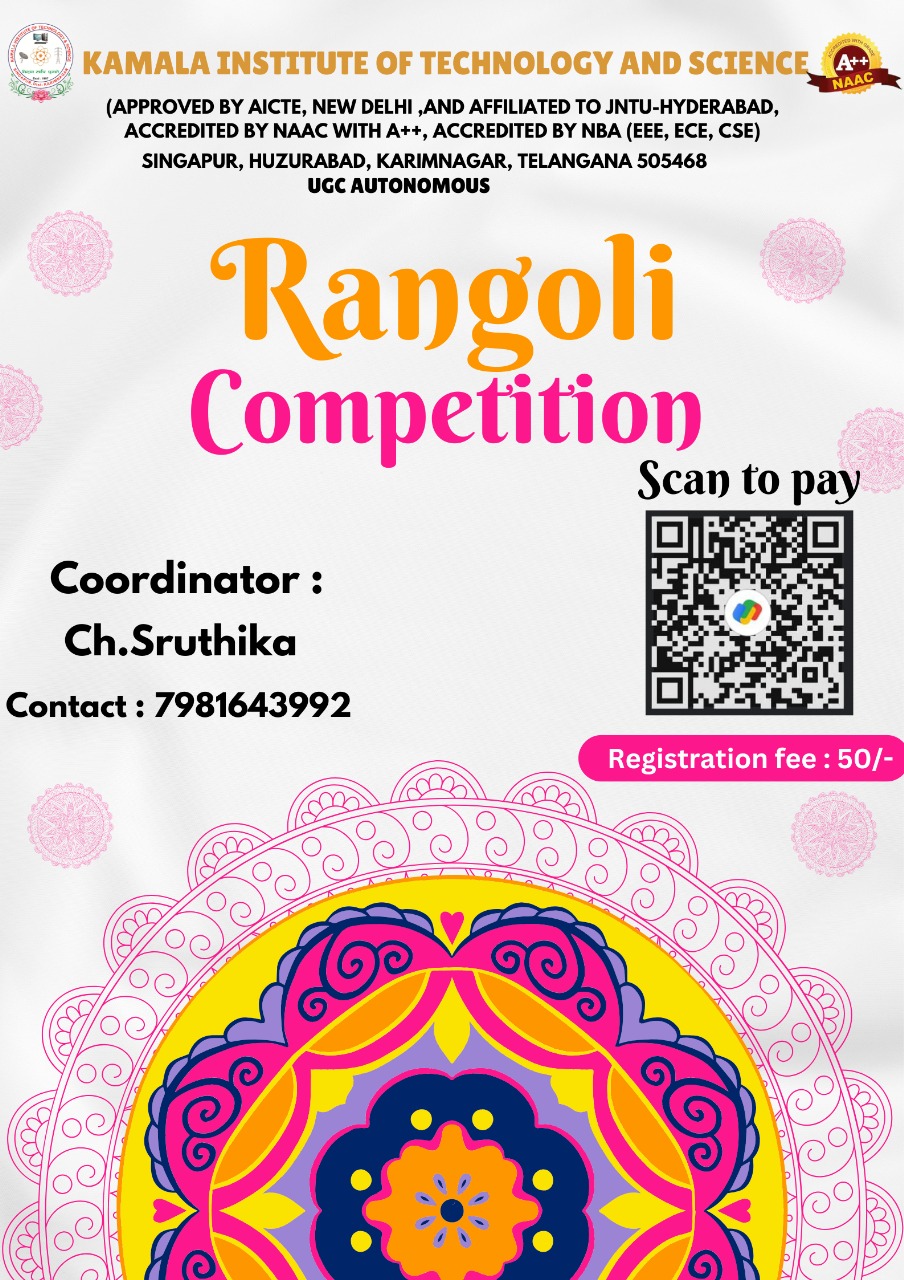 KAMALA INSTITUTE OF TECHNOLOGY AND SCIENCE
A++
NAAC
(APPROVED BY AICTE, NEW DELHI ,AND AFFILIATED TO JNTU-HYDERABAD,
ACCREDITED BY NAAC WITH A++, ACCREDITED BY NBA (EEE, ECE, CSE)
SINGAPUR, HUZURABAD, KARIMNAGAR, TELANGANA 505468
UGC AUTONOMOUS
Rangoli
Competition
Scan to pay
Coordinator :
Ch.Sruthika
Contact : 7981643992
Registration fee : 50/-